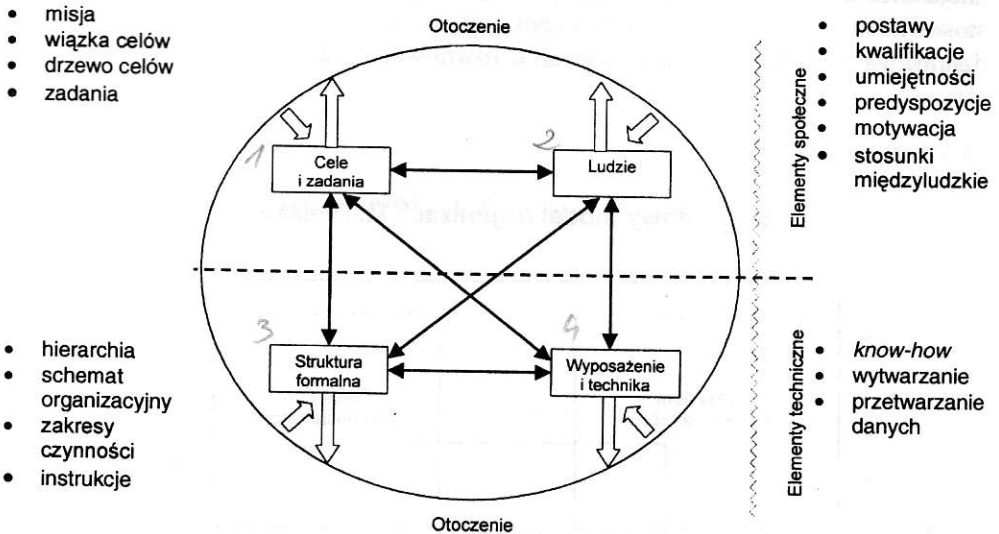 • misja
• wiązka celów
• drzewo celów
• zadania
Otoczenie
• postawy
• kwalifikacje
• umiejętności
• predyspozycje
• motywacja
• stosunki
międzyludzkie
Elementy społeczne
1
Cele
i zadania
2
Ludzie
3
Struktura
formalna
4
Wyposażenie
i technika
• hierarchia
• schemat
organizacyjny
• zakresy
czynności
• instrukcje
Elementy techniczne
• know-how
• wytwarzanie
• przetwarzanie
danych
Otoczenie